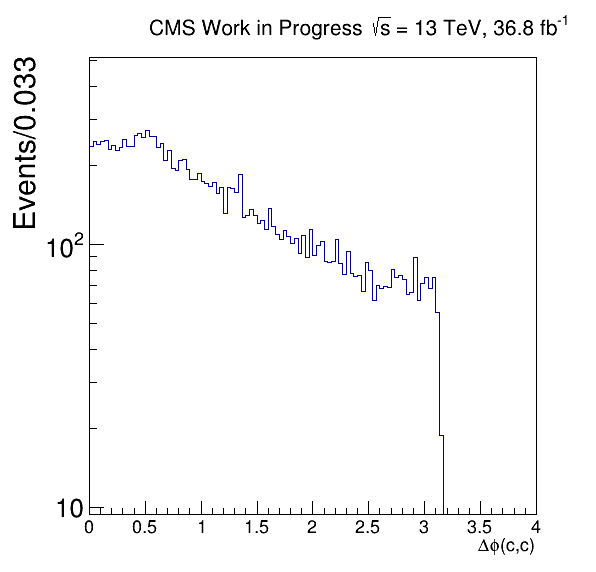 CMS Work in Progress √s = 13 TeV, 36.8 fb⁻¹
Events/0.033
10²
10
0 0.5 1 1.5 2 2.5 3 3.5 4
Δϕ(c,c)